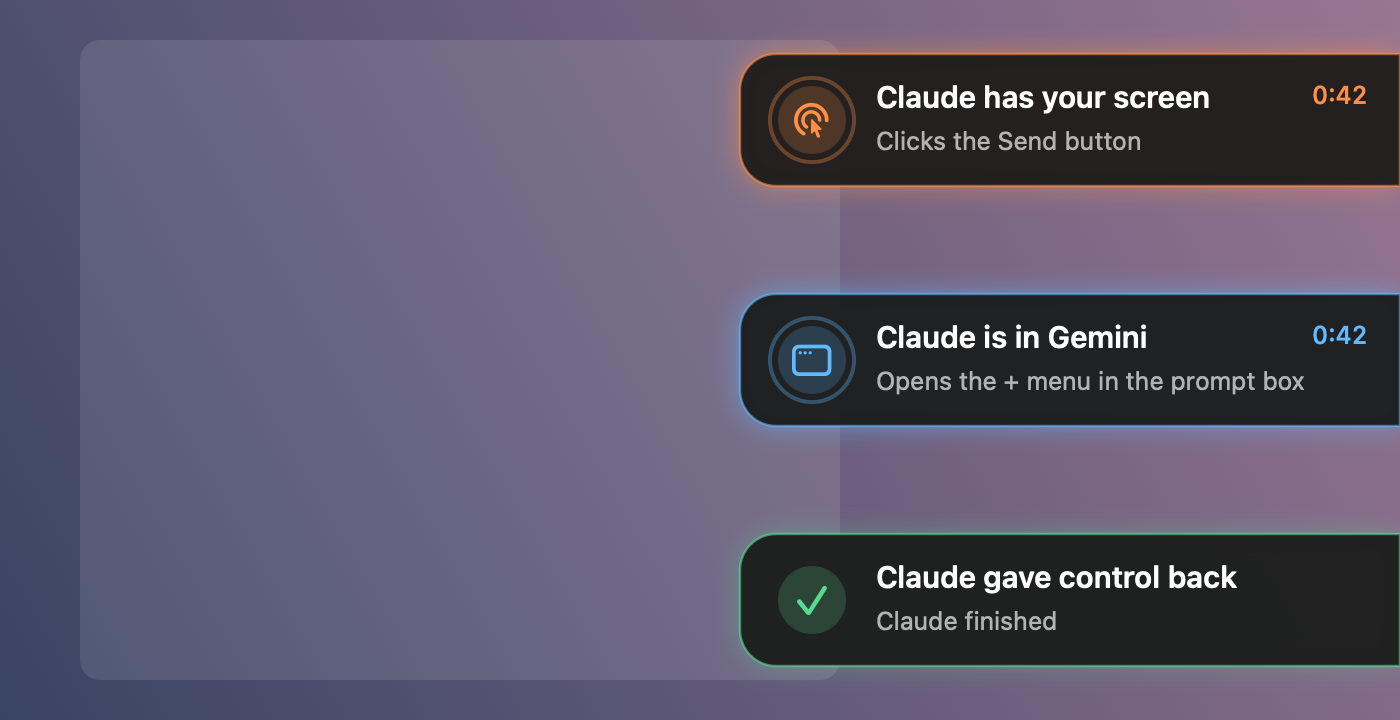 Claude has your screen
0:42
Clicks the Send button
Claude is in Gemini
0:42
Opens the + menu in the prompt box
Claude gave control back
Claude finished